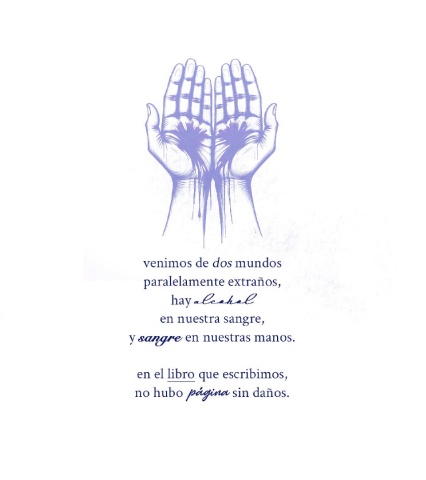 venimos de dos mundos
paralelamente extraños,
hay alcohol
en nuestra sangre,
y sangre en nuestras manos.
en el libro que escribimos,
no hubo página sin daños.